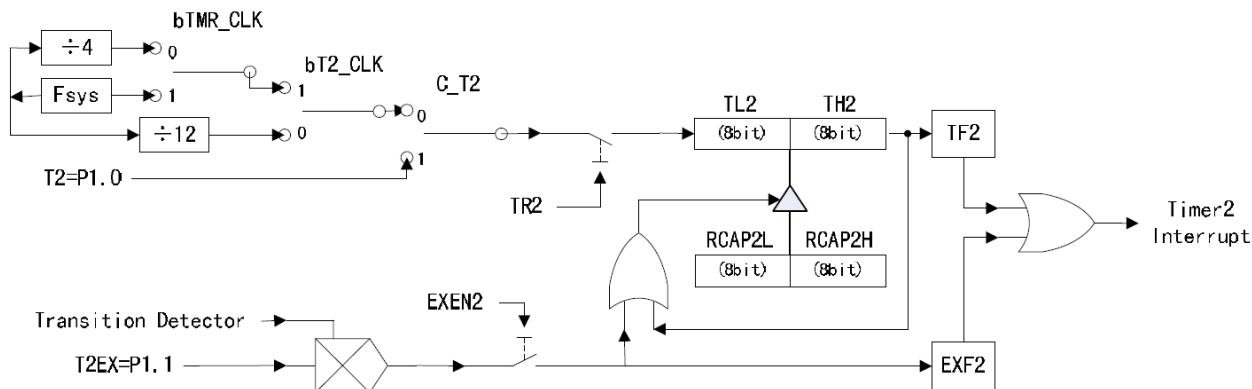 bTMR_CLK
÷4
0
bT2_CLK
Fsys
1
1
C_T2
0
÷12
0
TL2
TH2
(8bit)
(8bit)
TF2
1
T2=P1.0
TR2
Timer2
Interrupt
RCAP2L
RCAP2H
(8bit)
(8bit)
EXEN2
Transition Detector
T2EX=P1.1
EXF2